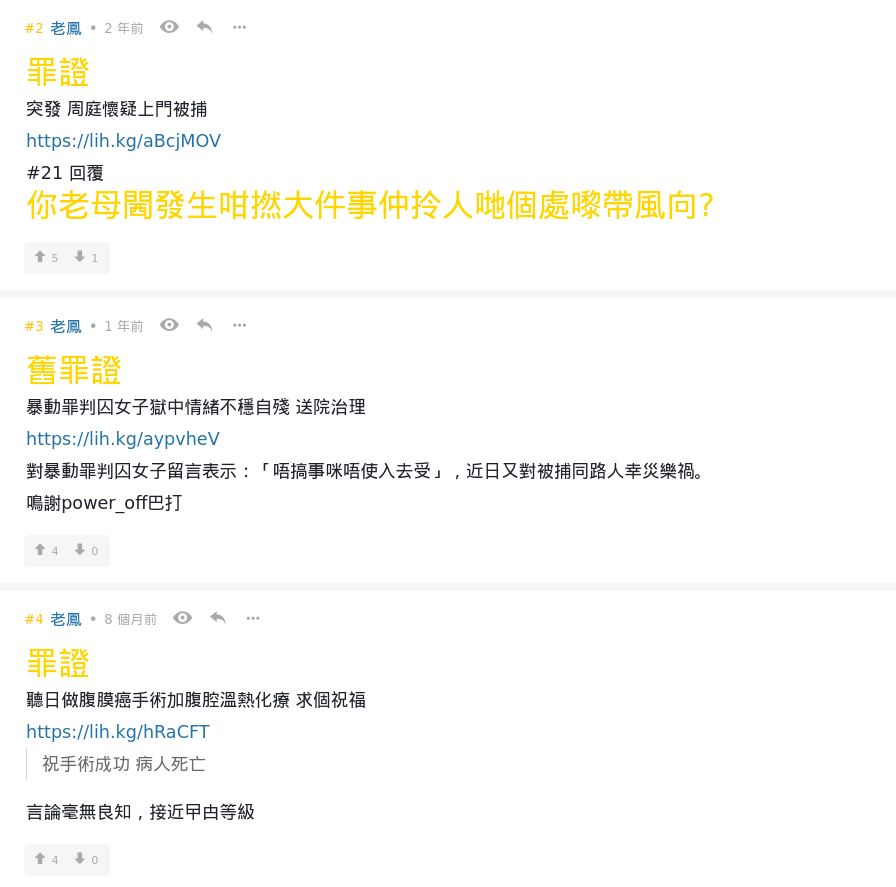 #2 老鳳 • 2 年前
罪證
突發 周庭懷疑上門被捕
https://lih.kg/aBcjMOV
#21 回覆
你老母閪發生咁撚大件事仲拎人哋個處嚟帶風向?
5 1
#3 老鳳 • 1 年前
舊罪證
暴動罪判囚女子獄中情緒不穩自殘 送院治理
https://lih.kg/aypvheV
對暴動罪判囚女子留言表示：「唔搞事咪唔使入去受」，近日又對被捕同路人幸災樂禍。
鳴謝power_off巴打
4 0
#4 老鳳 • 8 個月前
罪證
聽日做腹膜癌手術加腹腔溫熱化療 求個祝福
https://lih.kg/hRaCFT
祝手術成功 病人死亡
言論毫無良知，接近曱甴等級
4 0